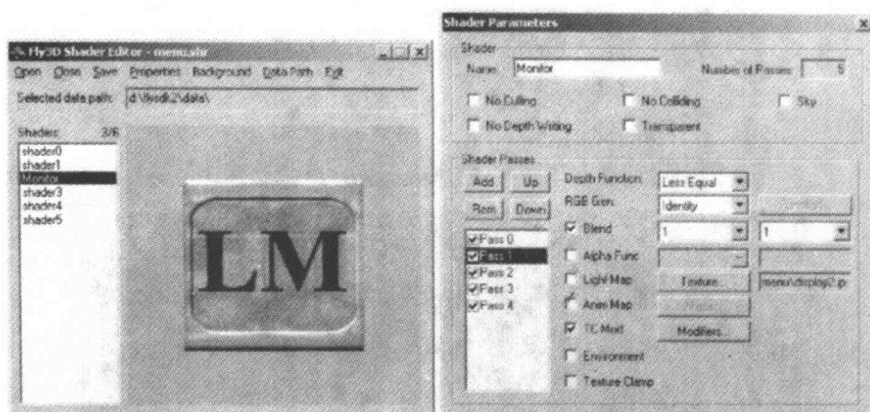 Fly3D Shader Editor - menu.shr
Open Close Save Properties Background Data Path Exit
Selected data path: d:\flysdk2\data\
Shaders: 3/6
shader0
shader1
Monitor
shader3
shader4
shader5
LM
Shader Parameters
Shader
Name: Monitor Number of Passes: 5
No Culling No Colliding Sky
No Depth Writing Transparent
Shader Passes
Add Up Depth Function: Less Equal
Rem Down RGB Gen: Identity
Blend 1 1
Pass 0
Pass 1 Alpha Func
Pass 2 Light Map Texture menu\display2.p
Pass 3 Anim Map
Pass 4 TC Mod Modifiers
Environment
Texture Clamp